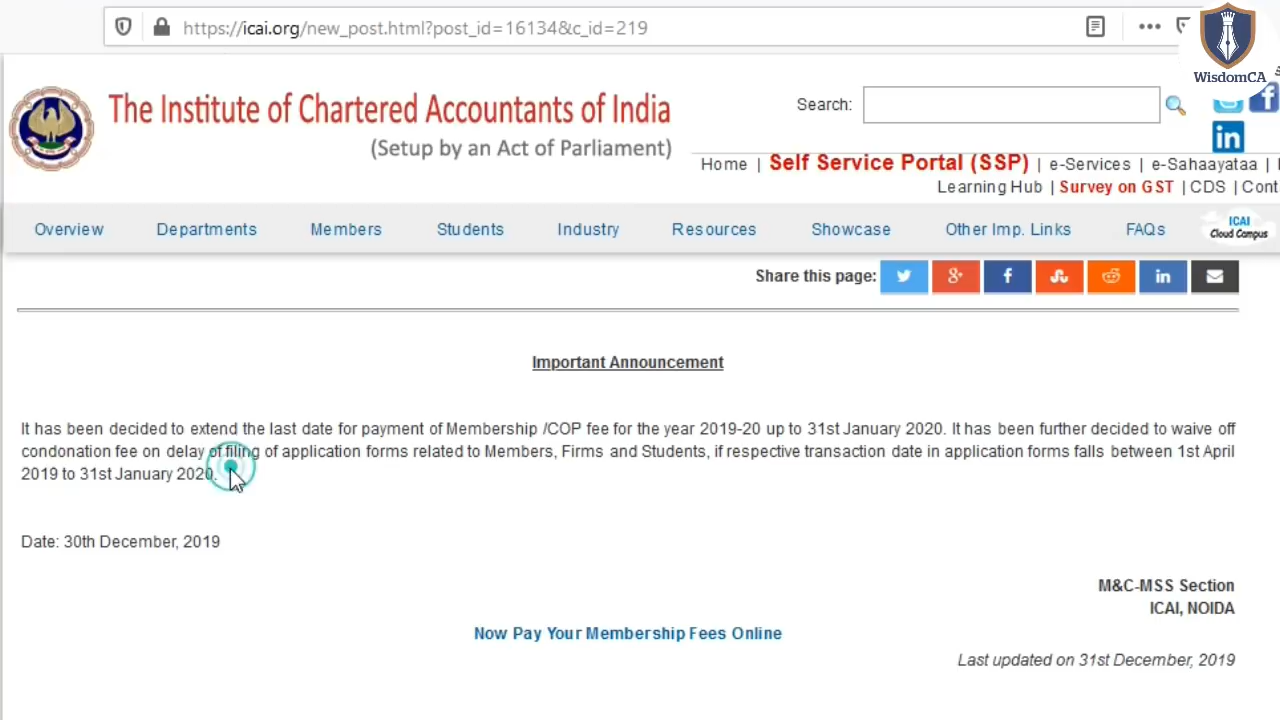 https://icai.org/new_post.html?post_id=16134&c_id=219
WisdomCA
The Institute of Chartered Accountants of India
(Setup by an Act of Parliament)
Search:
Home | Self Service Portal (SSP) | e-Services | e-Sahaayataa |
Learning Hub | Survey on GST | CDS | Cont
Overview Departments Members Students Industry Resources Showcase Other Imp. Links FAQs ICAI Cloud Campus
Share this page:
Important Announcement
It has been decided to extend the last date for payment of Membership /COP fee for the year 2019-20 up to 31st January 2020. It has been further decided to waive off
condonation fee on delay of filing of application forms related to Members, Firms and Students, if respective transaction date in application forms falls between 1st April
2019 to 31st January 2020.
Date: 30th December, 2019
M&C-MSS Section
ICAI, NOIDA
Now Pay Your Membership Fees Online
Last updated on 31st December, 2019